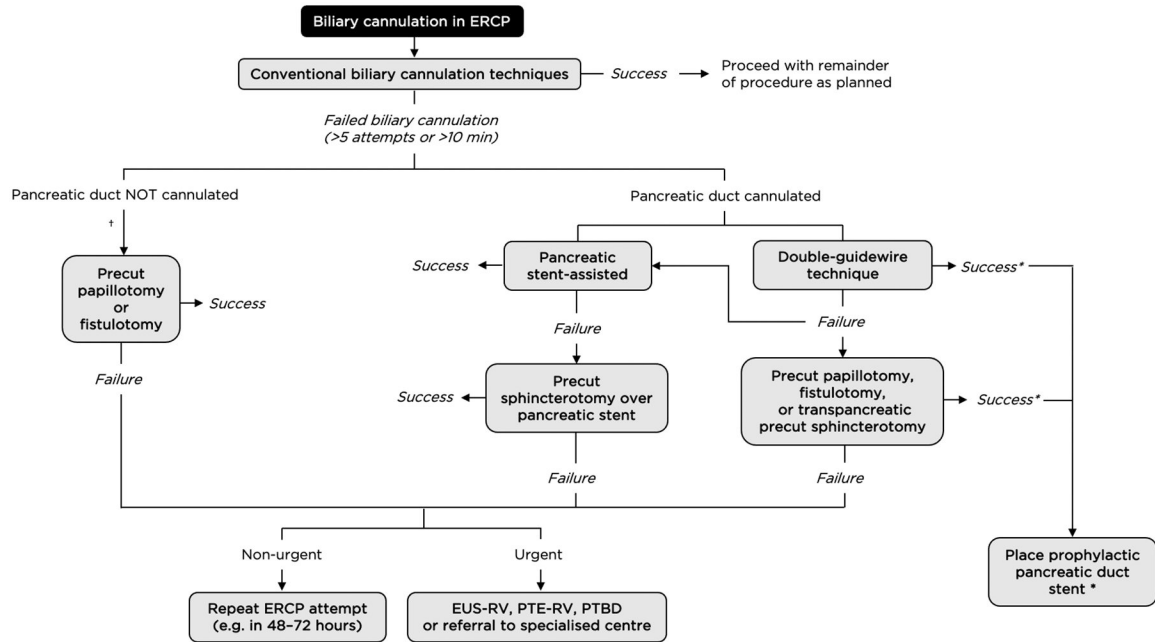 Biliary cannulation in ERCP
Conventional biliary cannulation techniques
Success
Proceed with remainder
of procedure as planned
Failed biliary cannulation
(>5 attempts or >10 min)
Pancreatic duct NOT cannulated
Pancreatic duct cannulated
†
Precut
papillotomy
or
fistulotomy
Success
Success
Pancreatic
stent-assisted
Double-guidewire
technique
Success*
Failure
Failure
Failure
Success
Precut
sphincterotomy over
pancreatic stent
Precut papillotomy,
fistulotomy,
or transpancreatic
precut sphincterotomy
Success*
Failure
Failure
Non-urgent
Urgent
Repeat ERCP attempt
(e.g. in 48–72 hours)
EUS-RV, PTE-RV, PTBD
or referral to specialised centre
Place prophylactic
pancreatic duct
stent *